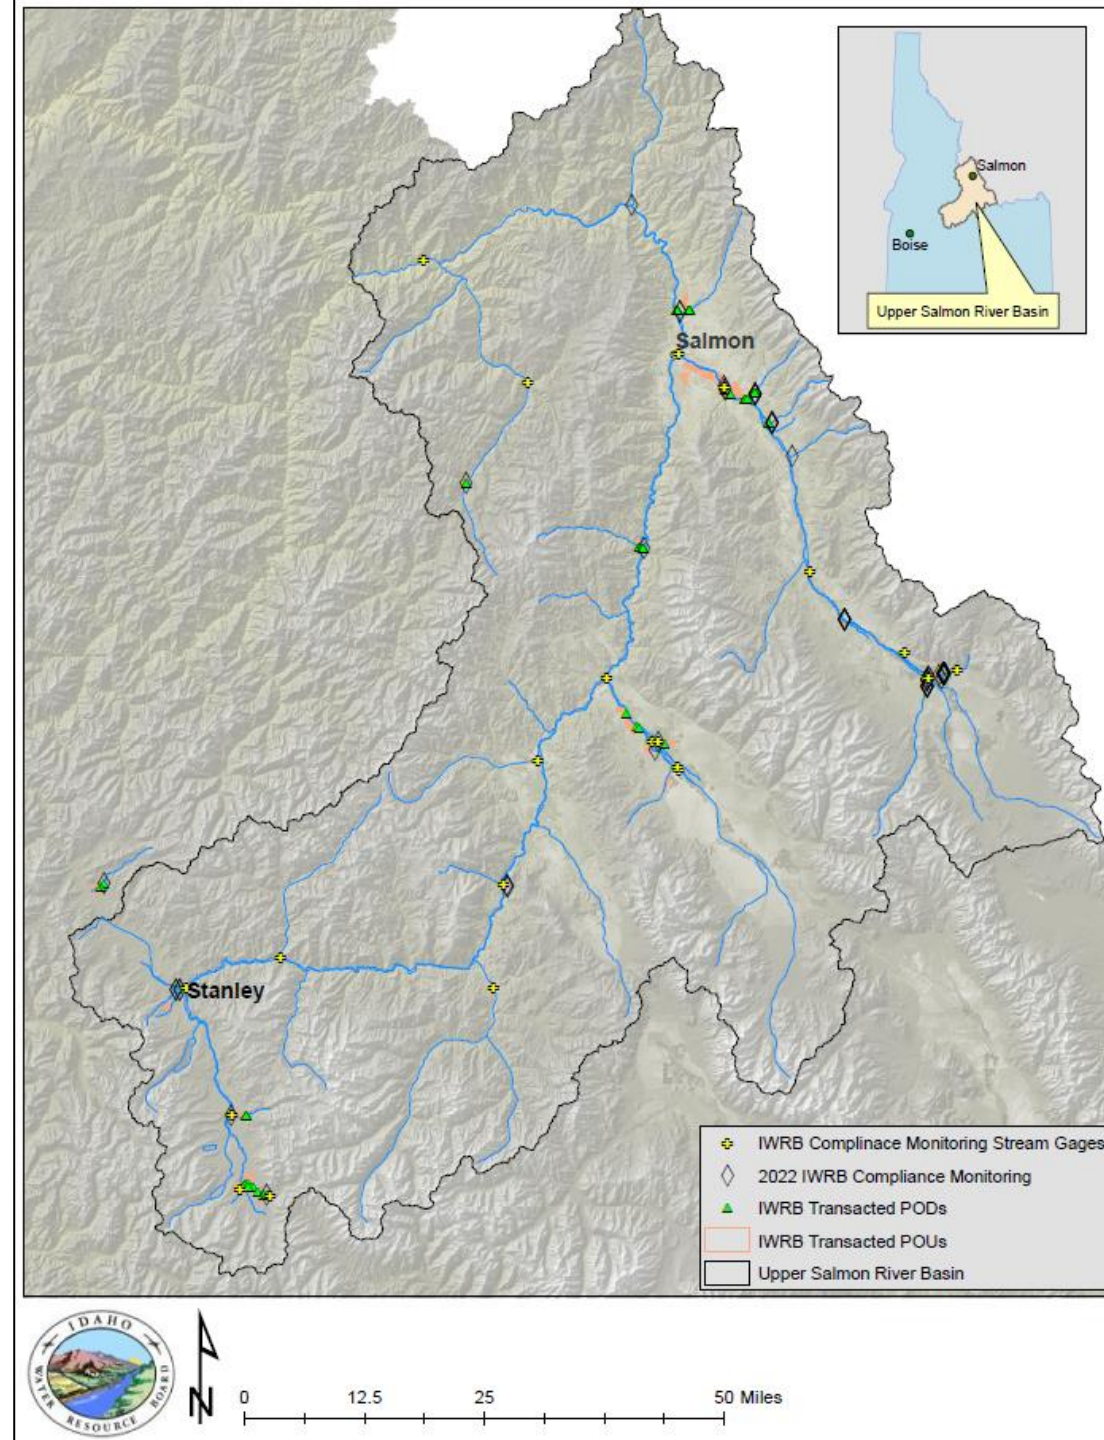 Salmon
Boise
Upper Salmon River Basin
Salmon
Stanley
IWRB Complinace Monitoring Stream Gages
2022 IWRB Compliance Monitoring
IWRB Transacted PODs
IWRB Transacted POUs
Upper Salmon River Basin
IDAHO
WATER RESOURCE BOARD
N
0 12.5 25 50 Miles